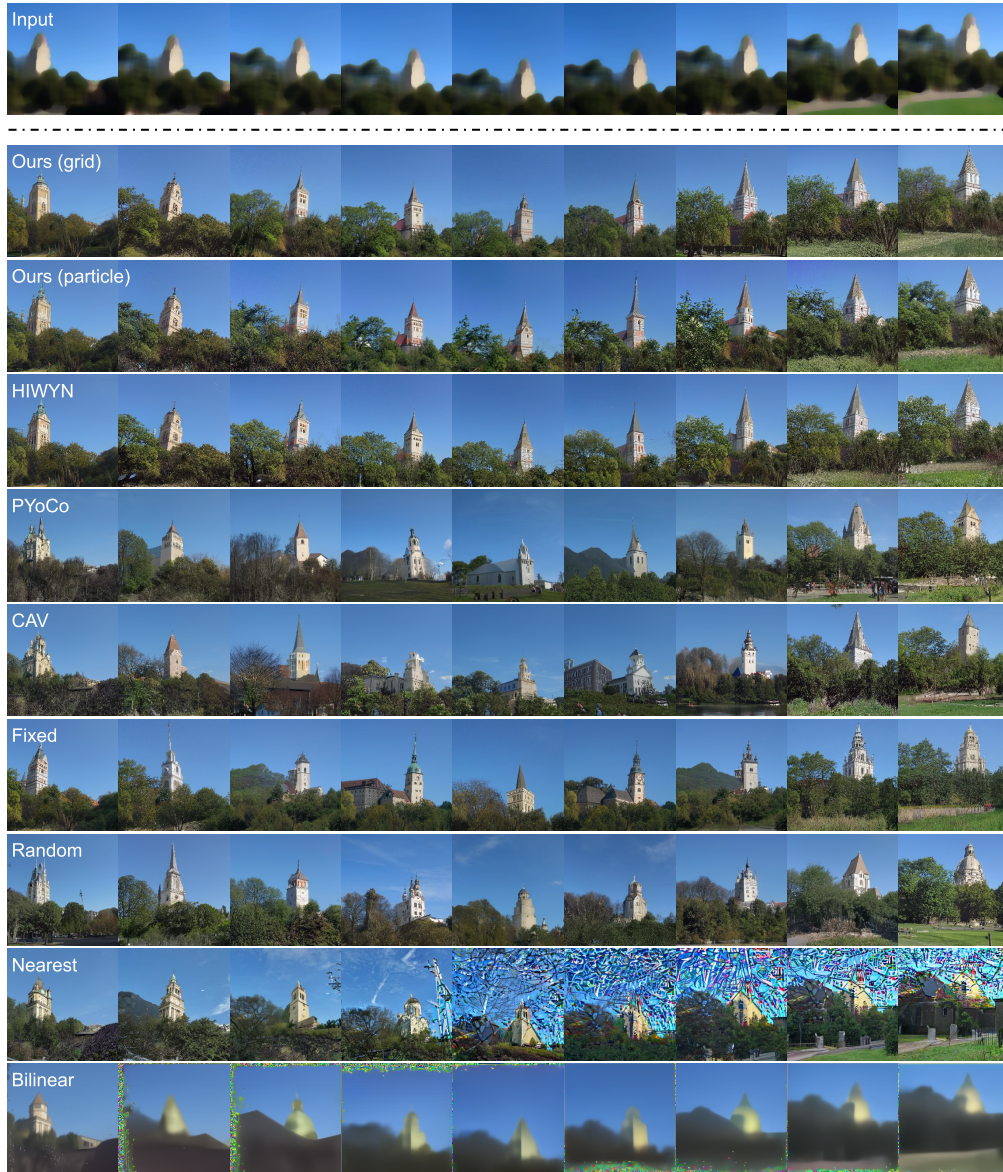 Input
Ours (grid)
Ours (particle)
HIWYN
PYoCo
CAV
Fixed
Random
Nearest
Bilinear